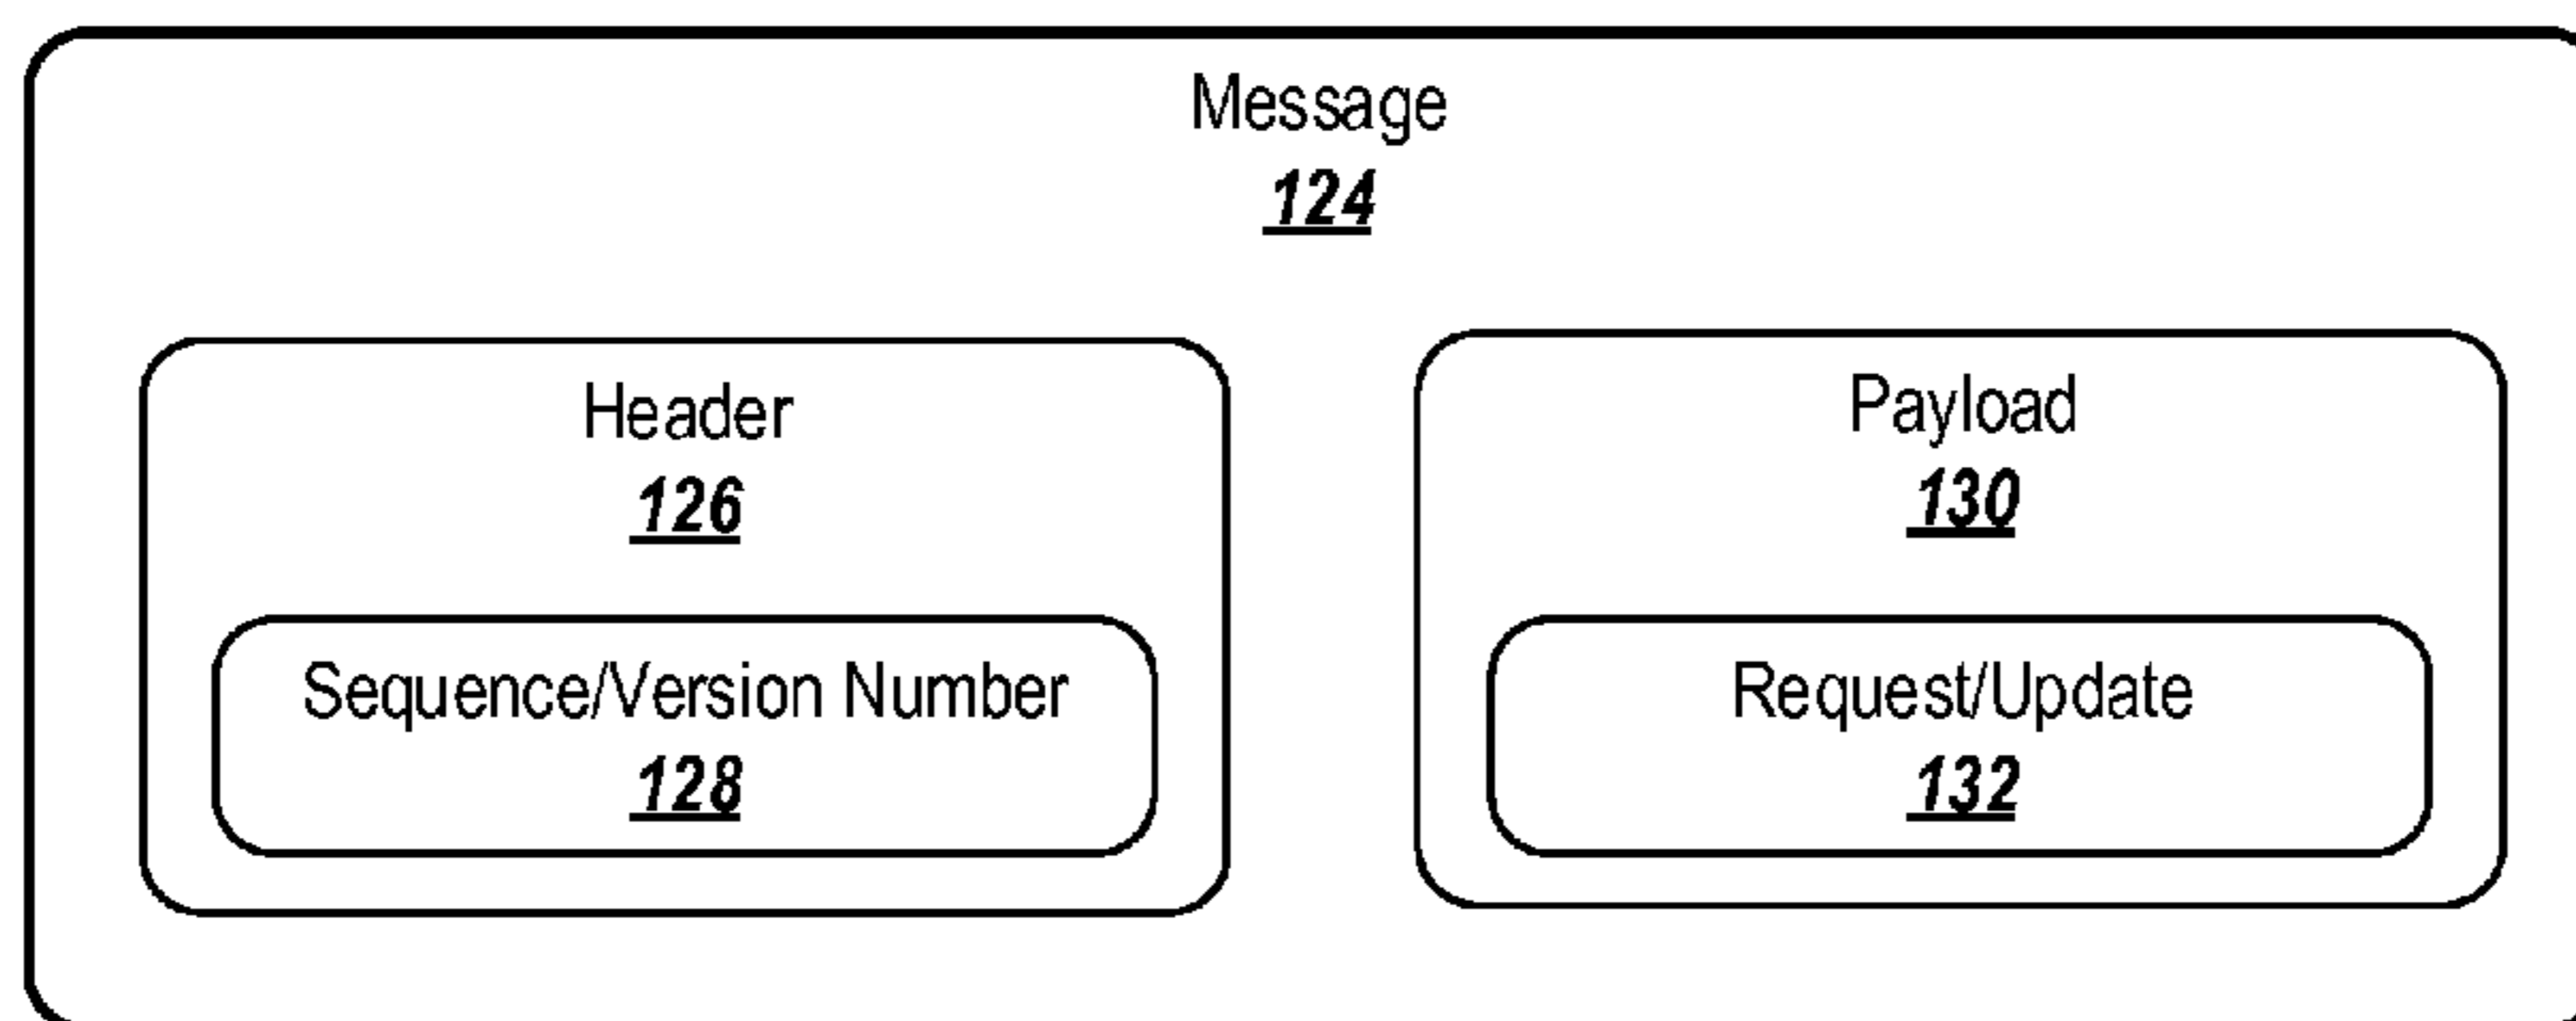 Message
124
Header
126
Sequence/Version Number
128
Payload
130
Request/Update
132